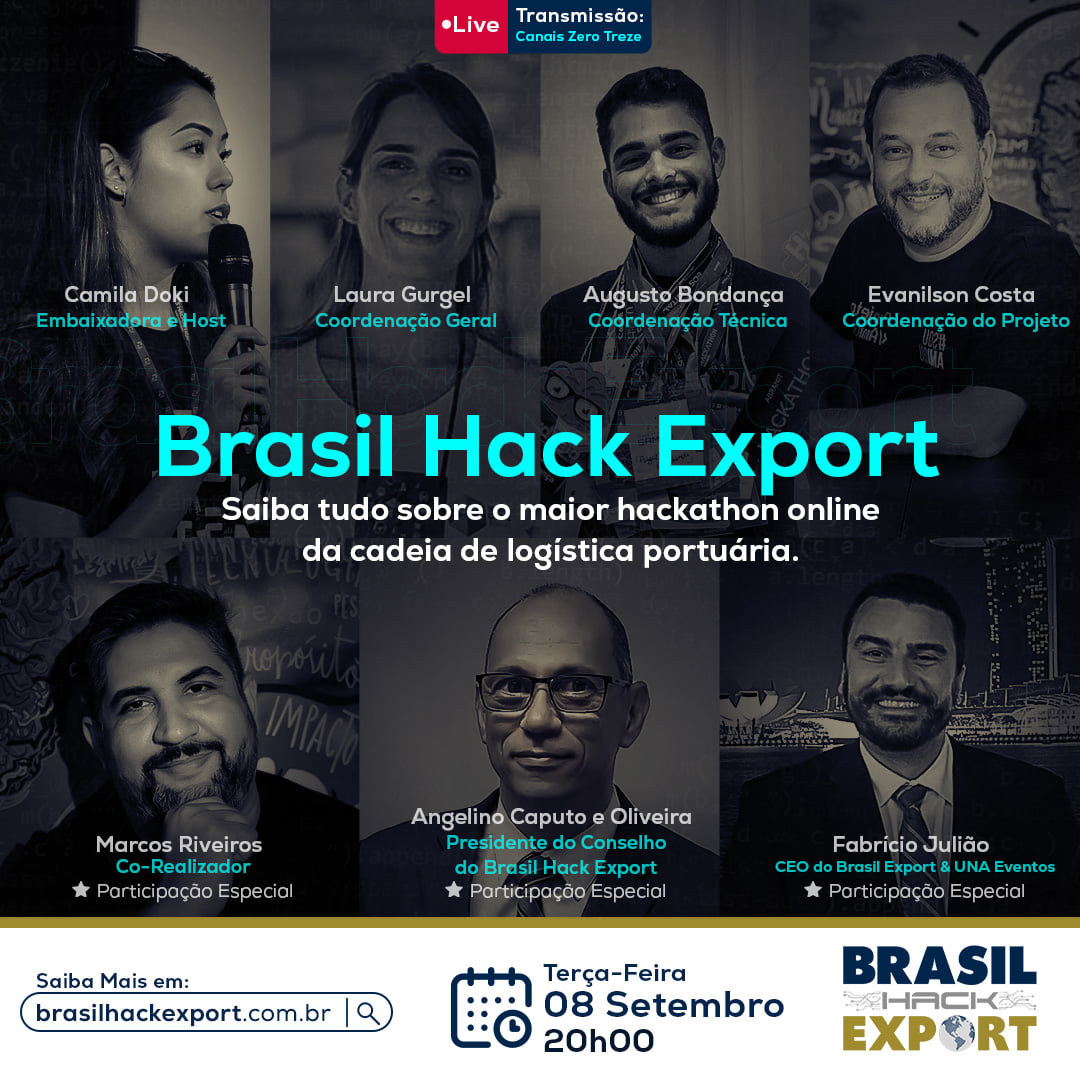 Live
Transmissão:
Canais Zero Treze
Camila Doki
Embaixadora e Host
Laura Gurgel
Coordenação Geral
Augusto Bondança
Coordenação Técnica
Evanilson Costa
Coordenação do Projeto
Brasil Hack Export
Brasil Hack Export
Saiba tudo sobre o maior hackathon online
da cadeia de logística portuária.
Marcos Riveiros
Co-Realizador
Participação Especial
Angelino Caputo e Oliveira
Presidente do Conselho
do Brasil Hack Export
Participação Especial
Fabrício Julião
CEO do Brasil Export & UNA Eventos
Participação Especial
Saiba Mais em:
brasilhackexport.com.br
Terça-Feira
08 Setembro
20h00
BRASIL
HACK
EXPORT